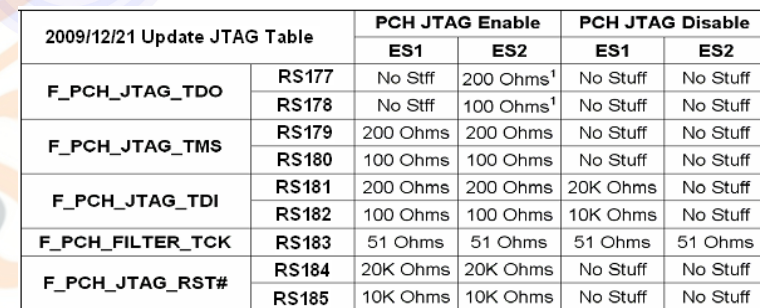 2009/12/21 Update JTAG Table PCH JTAG Enable PCH JTAG Disable
ES1 ES2 ES1 ES2
F_PCH_JTAG_TDO RS177 No Stff 200 Ohms¹ No Stuff No Stuff
RS178 No Stff 100 Ohms¹ No Stuff No Stuff
F_PCH_JTAG_TMS RS179 200 Ohms 200 Ohms No Stuff No Stuff
RS180 100 Ohms 100 Ohms No Stuff No Stuff
F_PCH_JTAG_TDI RS181 200 Ohms 200 Ohms 20K Ohms No Stuff
RS182 100 Ohms 100 Ohms 10K Ohms No Stuff
F_PCH_FILTER_TCK RS183 51 Ohms 51 Ohms 51 Ohms 51 Ohms
F_PCH_JTAG_RST# RS184 20K Ohms 20K Ohms No Stuff No Stuff
RS185 10K Ohms 10K Ohms No Stuff No Stuff